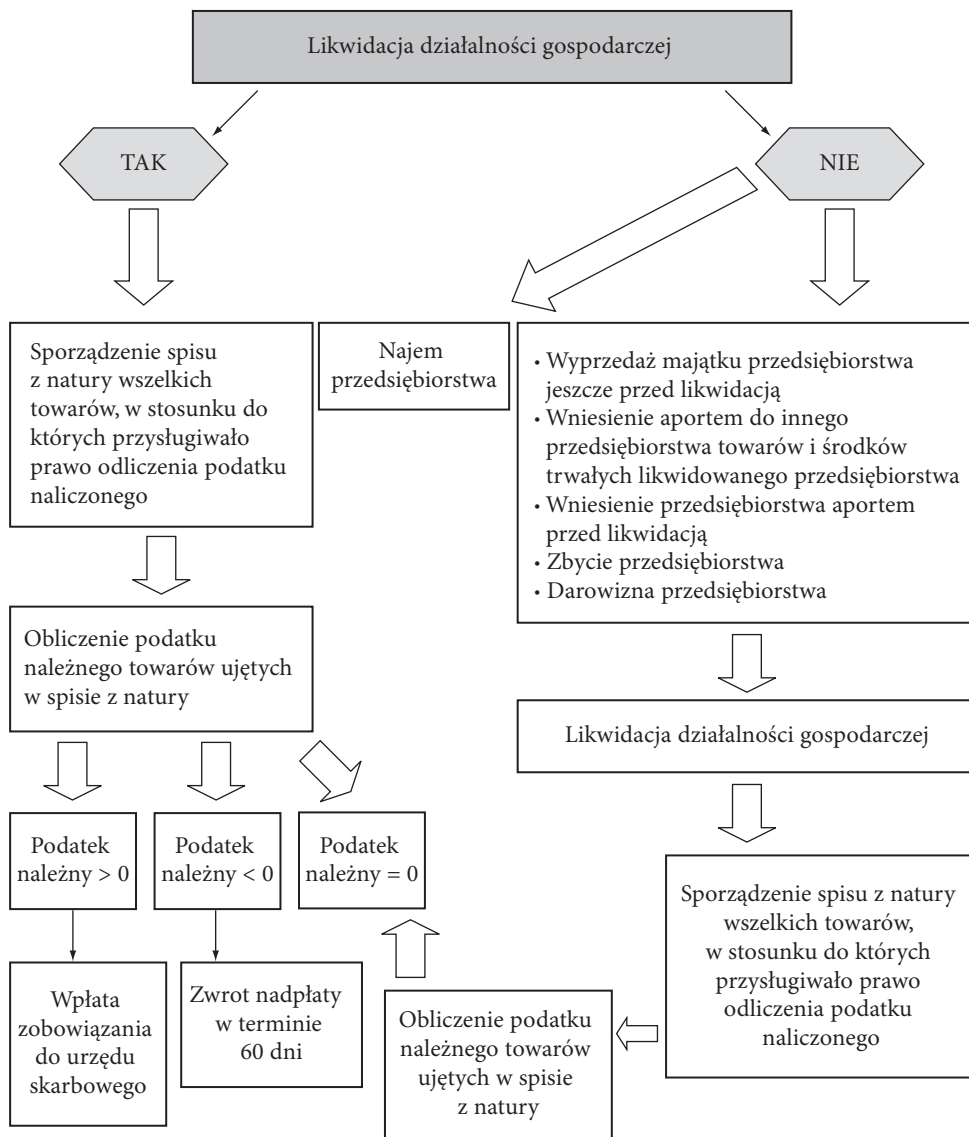 Likwidacja działalności gospodarczej
TAK
NIE
Sporządzenie spisu
z natury wszelkich
towarów, w stosunku do
których przysługiwało
prawo odliczenia podatku
naliczonego
Najem
przedsiębiorstwa
• Wyprzedaż majątku przedsiębiorstwa
jeszcze przed likwidacją
• Wniesienie aportem do innego
przedsiębiorstwa towarów i środków
trwałych likwidowanego przedsiębiorstwa
• Wniesienie przedsiębiorstwa aportem
przed likwidacją
• Zbycie przedsiębiorstwa
• Darowizna przedsiębiorstwa
Obliczenie podatku
należnego towarów ujętych
w spisie z natury
Likwidacja działalności gospodarczej
Podatek
należny > 0
Podatek
należny < 0
Podatek
należny = 0
Sporządzenie spisu z natury
wszelkich towarów,
w stosunku do których
przysługiwało prawo
odliczenia podatku
naliczonego
Wpłata
zobowiązania
do urzędu
skarbowego
Zwrot nadpłaty
w terminie
60 dni
Obliczenie podatku
należnego towarów
ujętych w spisie
z natury